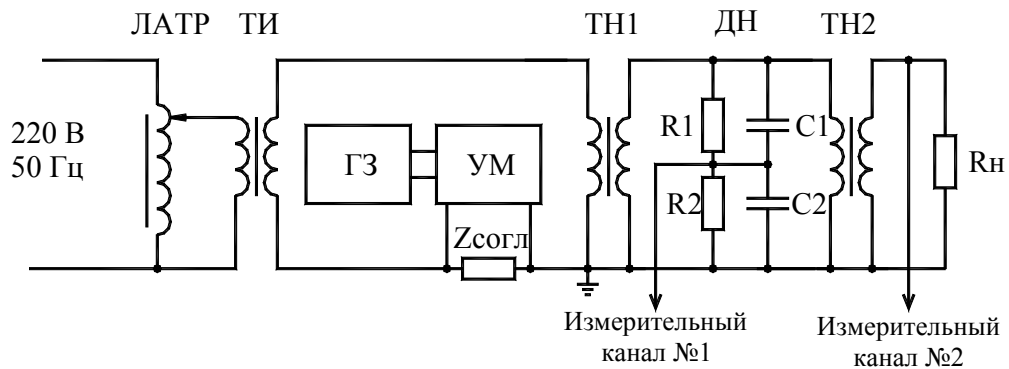 ЛАТР ТИ ТН1 ДН ТН2
220 В
50 Гц
ГЗ УМ
R1 C1
Rн
R2 C2
Zсогл
Измерительный
канал №1
Измерительный
канал №2